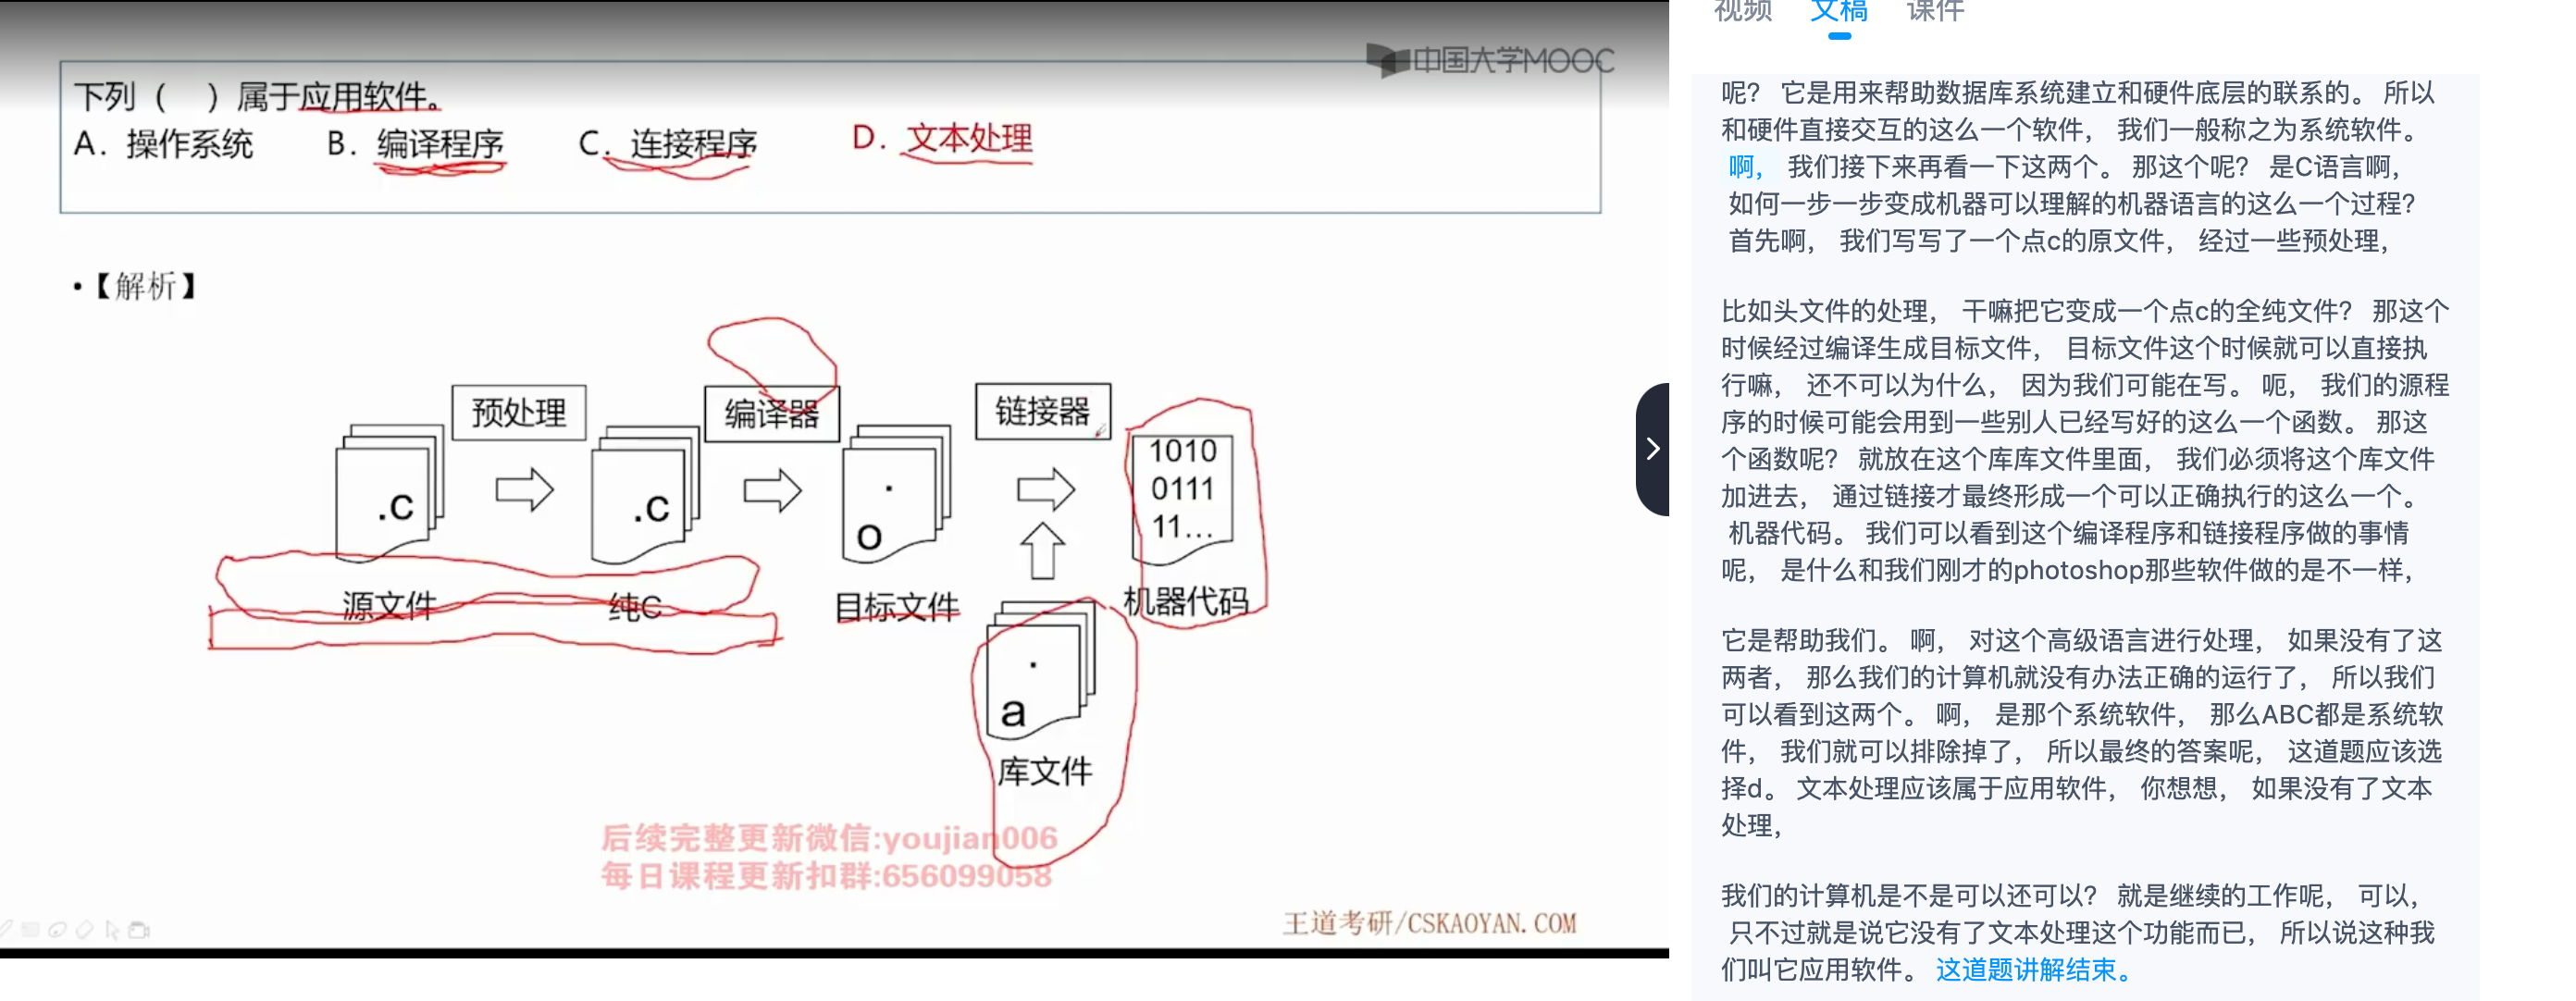 中国大学MOOC
下列（　）属于应用软件。
A．操作系统　B．编译程序　C．连接程序　D．文本处理
•【解析】
预处理
编译器
链接器
.c
.c
.
o
1010
0111
11...
源文件
纯C
目标文件
机器代码
.
a
库文件
后续完整更新微信:youjian006
每日课程更新扣群:656099058
王道考研/CSKAOYAN.COM
视频 文稿 课件
呢？ 它是用来帮助数据库系统建立和硬件底层的联系的。 所以
和硬件直接交互的这么一个软件， 我们一般称之为系统软件。
啊， 我们接下来再看一下这两个。 那这个呢？ 是C语言啊，
如何一步一步变成机器可以理解的机器语言的这么一个过程？
首先啊， 我们写写了一个点c的原文件， 经过一些预处理，
比如头文件的处理， 干嘛把它变成一个点c的全纯文件？ 那这个
时候经过编译生成目标文件， 目标文件这个时候就可以直接执
行嘛， 还不可以为什么， 因为我们可能在写。 呃， 我们的源程
序的时候可能会用到一些别人已经写好的这么一个函数。 那这
个函数呢？ 就放在这个库库文件里面， 我们必须将这个库文件
加进去， 通过链接才最终形成一个可以正确执行的这么一个。
机器代码。 我们可以看到这个编译程序和链接程序做的事情
呢， 是什么和我们刚才的photoshop那些软件做的是不一样，
它是帮助我们。 啊， 对这个高级语言进行处理， 如果没有了这
两者， 那么我们的计算机就没有办法正确的运行了， 所以我们
可以看到这两个。 啊， 是那个系统软件， 那么ABC都是系统软
件， 我们就可以排除掉了， 所以最终的答案呢， 这道题应该选
择d。 文本处理应该属于应用软件， 你想想， 如果没有了文本
处理，
我们的计算机是不是可以还可以？ 就是继续的工作呢， 可以，
只不过就是说它没有了文本处理这个功能而已， 所以说这种我
们叫它应用软件。 这道题讲解结束。